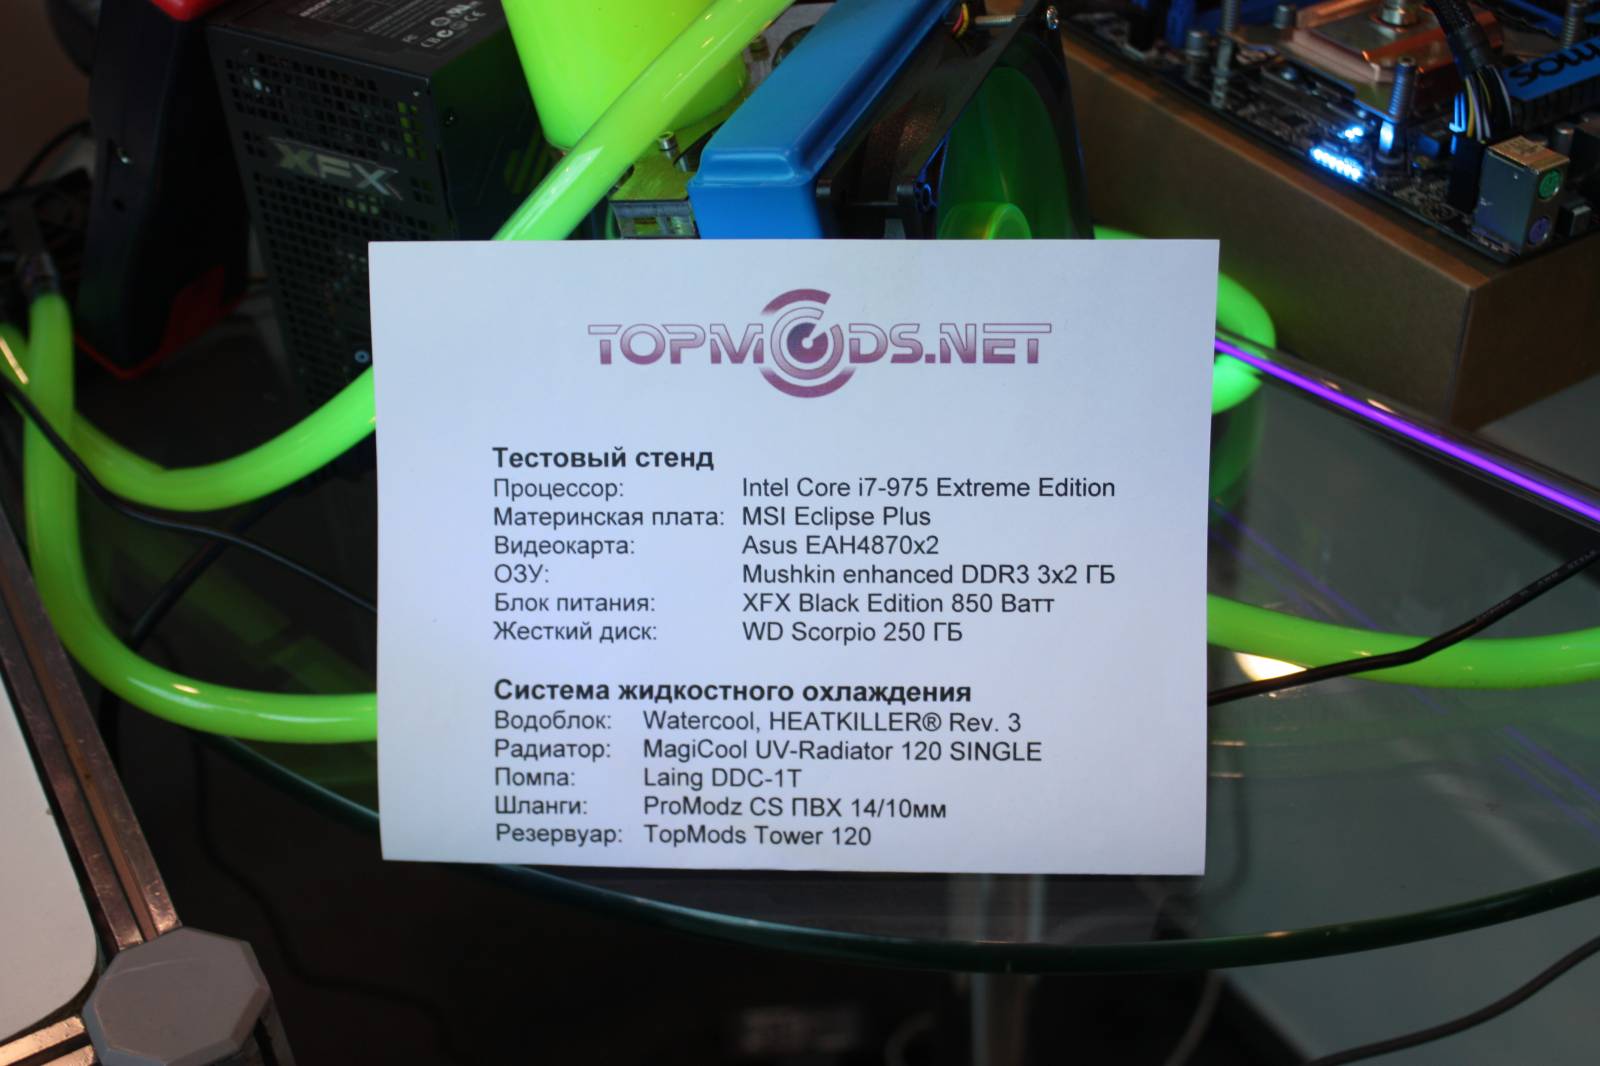 XFX
TOPMODS.NET
Тестовый стенд
Процессор: Intel Core i7-975 Extreme Edition
Материнская плата: MSI Eclipse Plus
Видеокарта: Asus EAH4870x2
ОЗУ: Mushkin enhanced DDR3 3x2 ГБ
Блок питания: XFX Black Edition 850 Ватт
Жесткий диск: WD Scorpio 250 ГБ
Система жидкостного охлаждения
Водоблок: Watercool, HEATKILLER® Rev. 3
Радиатор: MagiCool UV-Radiator 120 SINGLE
Помпа: Laing DDC-1T
Шланги: ProModz CS ПВХ 14/10мм
Резервуар: TopMods Tower 120